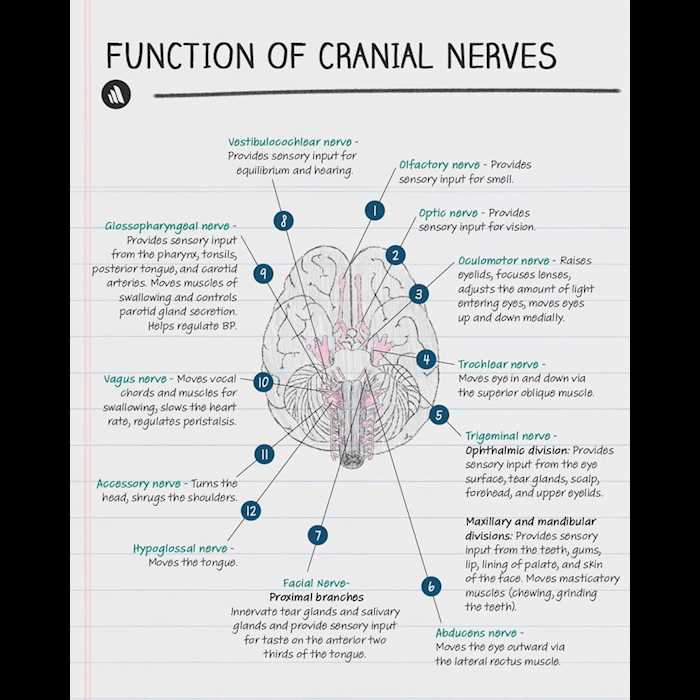 FUNCTION OF CRANIAL NERVES
Vestibulocochlear nerve -
Provides sensory input for
equilibrium and hearing.
Olfactory nerve - Provides
sensory input for smell.
8
1
Optic nerve - Provides
sensory input for vision.
Glossopharyngeal nerve -
Provides sensory input
from the pharynx, tonsils,
posterior tongue, and carotid
arteries. Moves muscles of
swallowing and controls
parotid gland secretion.
Helps regulate BP.
9
2
Oculomotor nerve - Raises
eyelids, focuses lenses,
adjusts the amount of light
entering eyes, moves eyes
up and down medially.
3
4
Trochlear nerve -
Moves eye in and down via
the superior oblique muscle.
Vagus nerve - Moves vocal
chords and muscles for
swallowing, slows the heart
rate, regulates peristalsis.
10
5
Trigeminal nerve -
Ophthalmic division: Provides
sensory input from the eye
surface, tear glands, scalp,
forehead, and upper eyelids.
Maxillary and mandibular
divisions: Provides sensory
input from the teeth, gums,
lip, lining of palate, and skin
of the face. Moves masticatory
muscles (chewing, grinding
the teeth).
11
Accessory nerve - Turns the
head, shrugs the shoulders.
12
Hypoglossal nerve -
Moves the tongue.
7
Facial Nerve-
Proximal branches
Innervate tear glands and salivary
glands and provide sensory input
for taste on the anterior two
thirds of the tongue.
6
Abducens nerve -
Moves the eye outward via
the lateral rectus muscle.